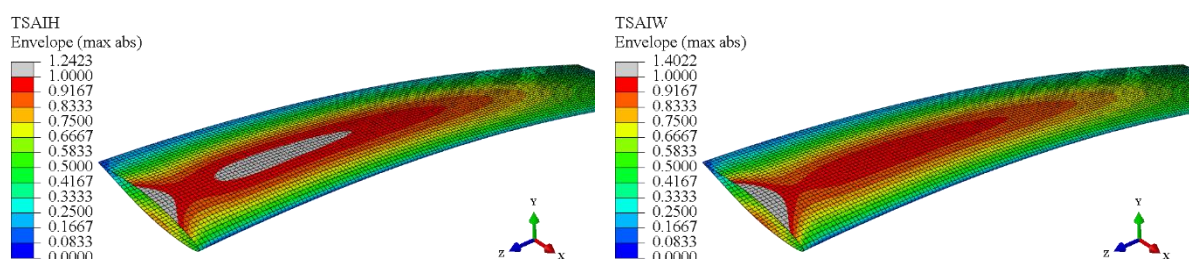 TSAIH
Envelope (max abs)
1.2423
1.0000
0.9167
0.8333
0.7500
0.6667
0.5833
0.5000
0.4167
0.3333
0.2500
0.1667
0.0833
0.0000
Y
Z
X
TSAIW
Envelope (max abs)
1.4022
1.0000
0.9167
0.8333
0.7500
0.6667
0.5833
0.5000
0.4167
0.3333
0.2500
0.1667
0.0833
0.0000
Y
Z
X